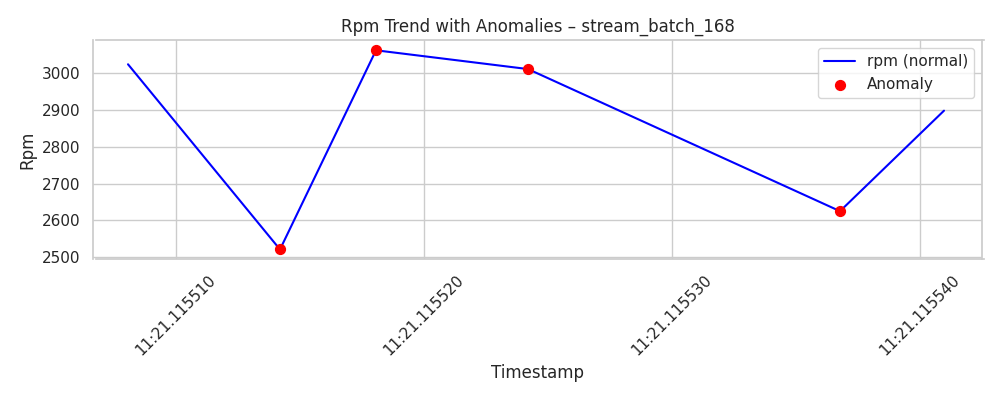 Rpm Trend with Anomalies – stream_batch_168
rpm (normal)
Anomaly
Rpm
3000
2900
2800
2700
2600
2500
11:21.115510
11:21.115520
11:21.115530
11:21.115540
Timestamp